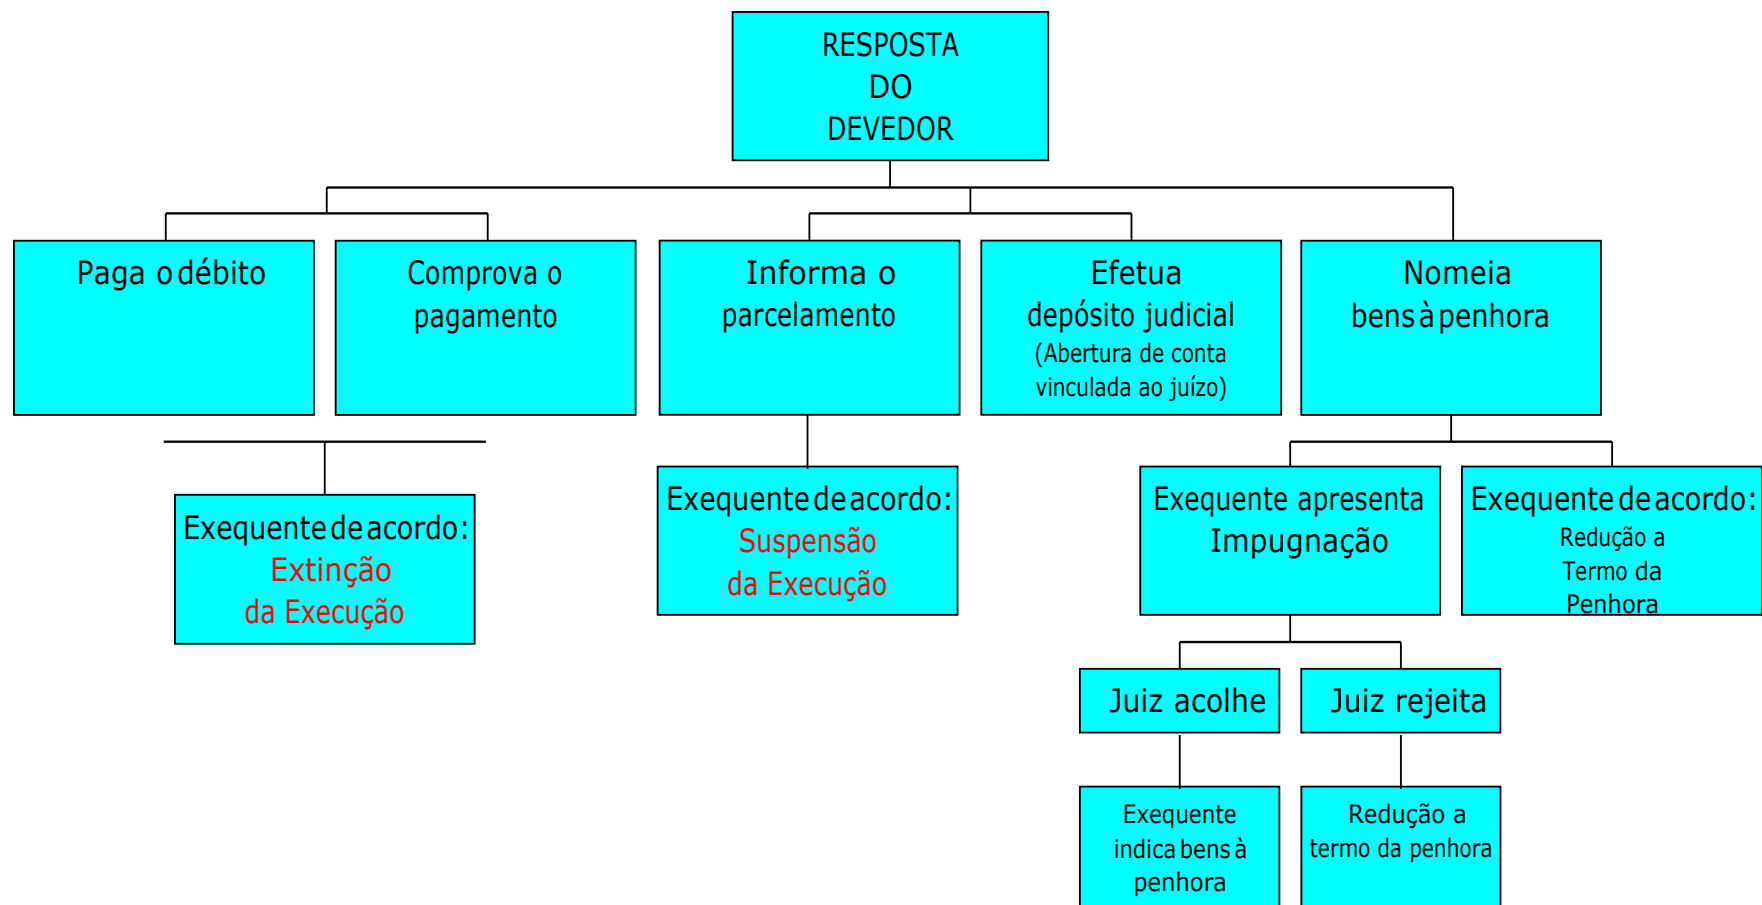 RESPOSTA
DO
DEVEDOR
Paga o débito
Comprova o
pagamento
Informa o
parcelamento
Efetua
depósito judicial
(Abertura de conta
vinculada ao juízo)
Nomeia
bens à penhora
Exequente de acordo:
Extinção
da Execução
Exequente de acordo:
Suspensão
da Execução
Exequente apresenta
Impugnação
Exequente de acordo:
Redução a
Termo da
Penhora
Juiz acolhe
Juiz rejeita
Exequente
indica bens à
penhora
Redução a
termo da penhora